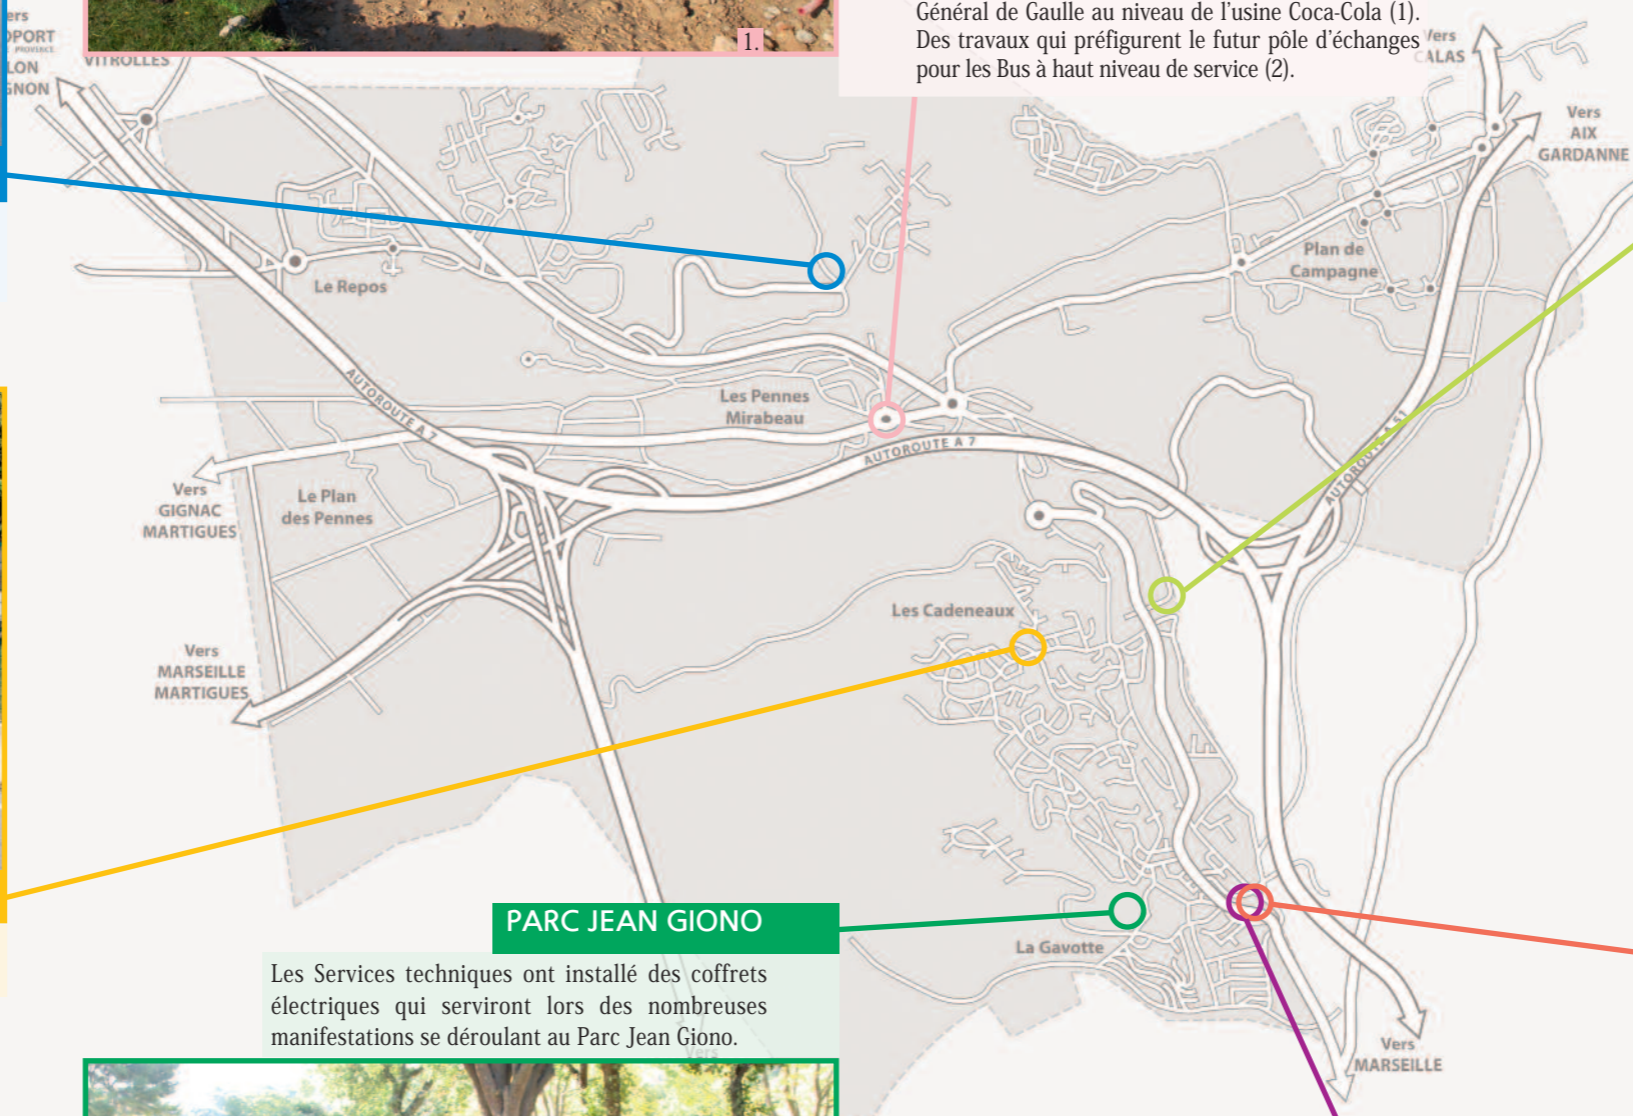 Général de Gaulle au niveau de l'usine Coca-Cola (1).
Des travaux qui préfigurent le futur pôle d'échanges
pour les Bus à haut niveau de service (2).
1.
VITROLLES
Vers
AIX
GARDANNE
Plan de
Campagne
Le Repos
Les Pennes
Mirabeau
AUTOROUTE A 7
AUTOROUTE A 7
AUTOROUTE A 51
Vers
GIGNAC
MARTIGUES
Le Plan
des Pennes
Les Cadeneaux
Vers
MARSEILLE
MARTIGUES
PARC JEAN GIONO
Les Services techniques ont installé des coffrets
électriques qui serviront lors des nombreuses
manifestations se déroulant au Parc Jean Giono.
Vers
La Gavotte
Vers
MARSEILLE